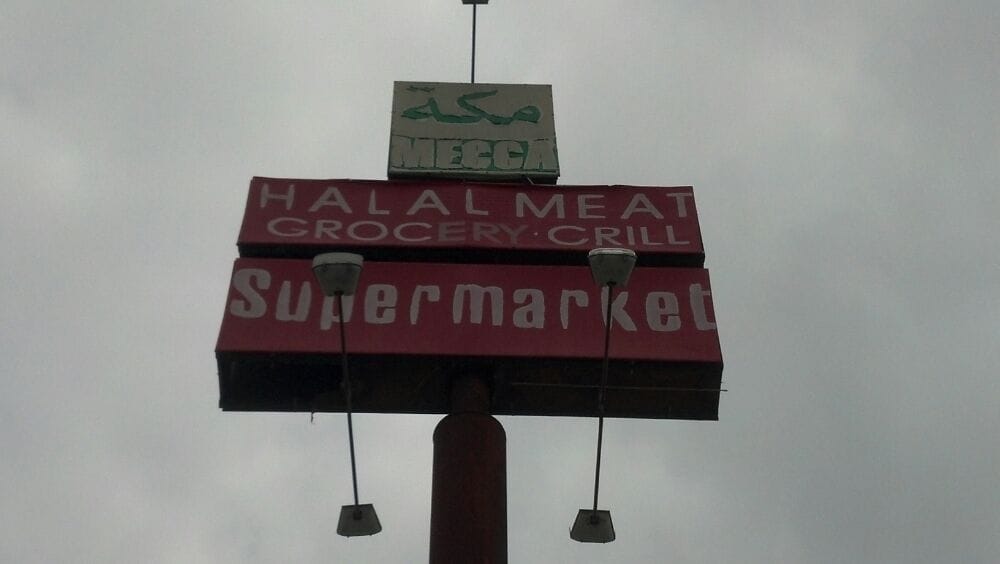 مكة
MECCA
HALAL MEAT
GROCERY · GRILL
Supermarket